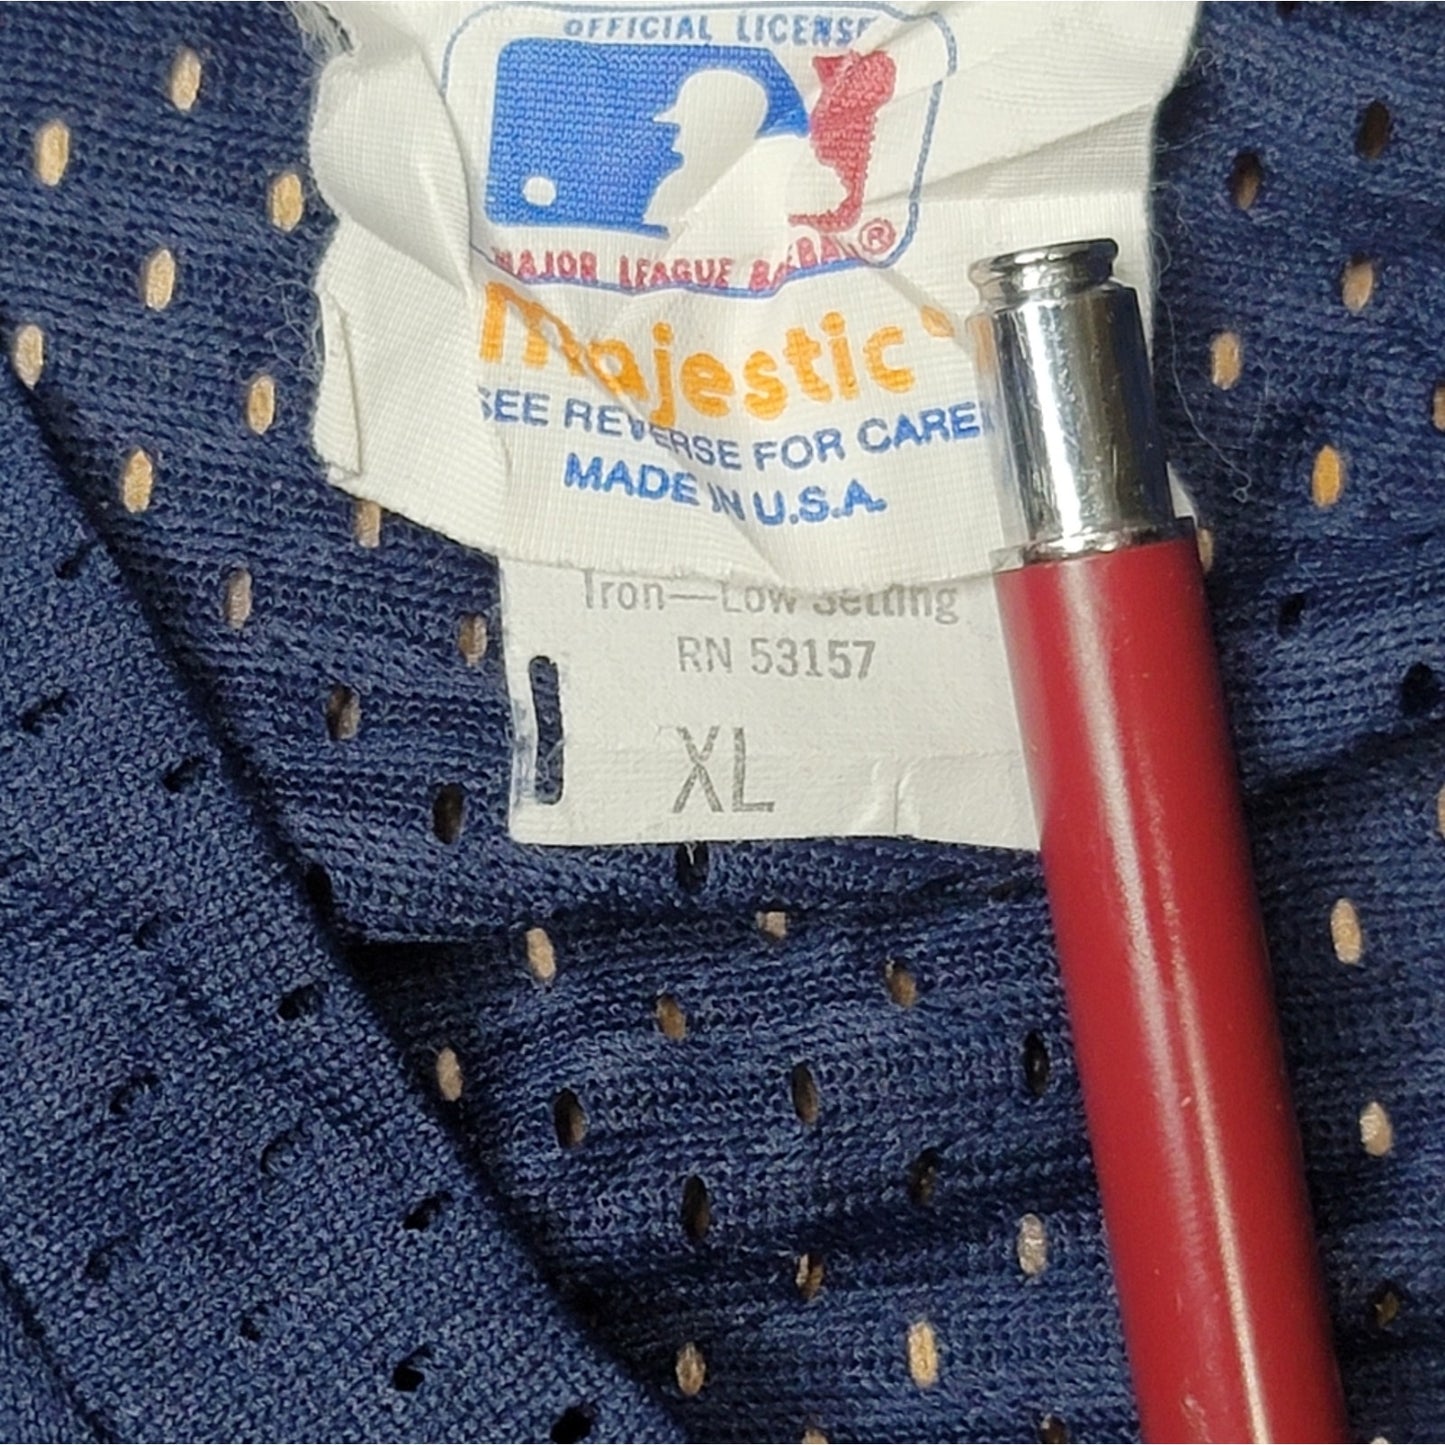 OFFICIAL LICENSE
MAJOR LEAGUE BASEBALL ®
majestic
SEE REVERSE FOR CARE
MADE IN U.S.A.
Iron—Low Setting
RN 53157
XL